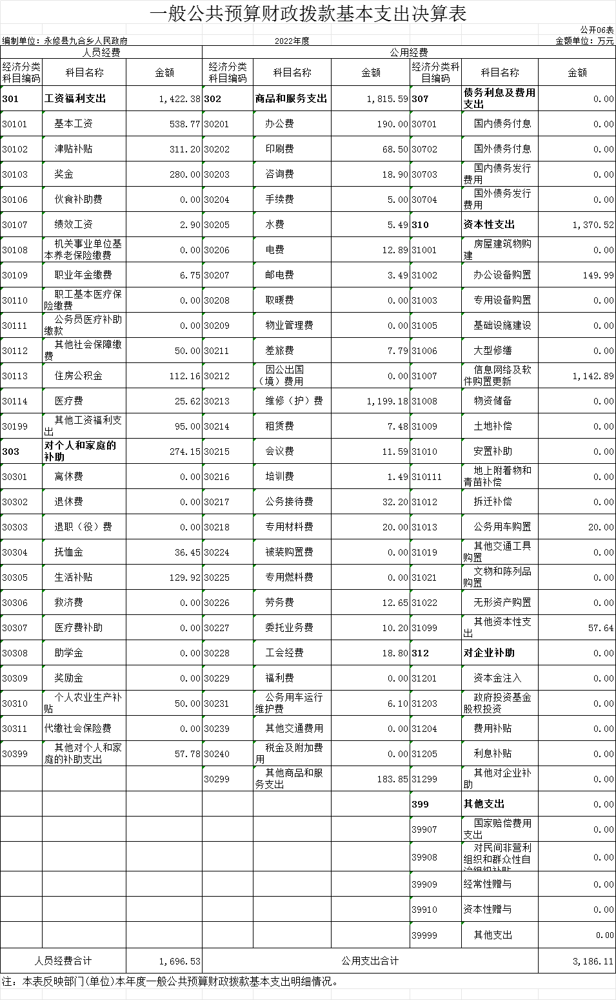 一般公共预算财政拨款基本支出决算表
公开06表
编制单位：永修县九合乡人民政府 2022年度 金额单位：万元
人员经费 公用经费
经济分类科目编码 科目名称 金额 经济分类科目编码 科目名称 金额 经济分类科目编码 科目名称 金额
301 工资福利支出 1,422.38 302 商品和服务支出 1,815.59 307 债务利息及费用支出 0.00
30101 基本工资 538.77 30201 办公费 190.00 30701 国内债务付息 0.00
30102 津贴补贴 311.20 30202 印刷费 68.50 30702 国外债务付息 0.00
30103 奖金 280.00 30203 咨询费 18.90 30703 国内债务发行费用 0.00
30106 伙食补助费 0.00 30204 手续费 5.00 30704 国外债务发行费用 0.00
30107 绩效工资 2.90 30205 水费 5.49 310 资本性支出 1,370.52
30108 机关事业单位基本养老保险缴费 0.00 30206 电费 12.89 31001 房屋建筑物购建 0.00
30109 职业年金缴费 6.75 30207 邮电费 3.49 31002 办公设备购置 149.99
30110 职工基本医疗保险缴费 0.00 30208 取暖费 0.00 31003 专用设备购置 0.00
30111 公务员医疗补助缴款 0.00 30209 物业管理费 0.00 31005 基础设施建设 0.00
30112 其他社会保障缴费 50.00 30211 差旅费 7.79 31006 大型修缮 0.00
30113 住房公积金 112.16 30212 因公出国（境）费用 0.00 31007 信息网络及软件购置更新 1,142.89
30114 医疗费 25.62 30213 维修（护）费 1,199.18 31008 物资储备 0.00
30199 其他工资福利支出 95.00 30214 租赁费 7.48 31009 土地补偿 0.00
303 对个人和家庭的补助 274.15 30215 会议费 11.59 31010 安置补助 0.00
30301 离休费 0.00 30216 培训费 1.49 310111 地上附着物和青苗补偿 0.00
30302 退休费 0.00 30217 公务接待费 32.20 31012 拆迁补偿 0.00
30303 退职（役）费 0.00 30218 专用材料费 20.00 31013 公务用车购置 20.00
30304 抚恤金 36.45 30224 被装购置费 0.00 31019 其他交通工具购置 0.00
30305 生活补贴 129.92 30225 专用燃料费 0.00 31021 文物和陈列品购置 0.00
30306 救济费 0.00 30226 劳务费 12.65 31022 无形资产购置 0.00
30307 医疗费补助 0.00 30227 委托业务费 10.20 31099 其他资本性支出 57.64
30308 助学金 0.00 30228 工会经费 18.80 312 对企业补助 0.00
30309 奖励金 0.00 30229 福利费 0.00 31201 资本金注入 0.00
30310 个人农业生产补贴 50.00 30231 公务用车运行维护费 6.10 31203 政府投资基金股权投资 0.00
30311 代缴社会保险费 0.00 30239 其他交通费用 0.00 31204 费用补贴 0.00
30399 其他对个人和家庭的补助支出 57.78 30240 税金及附加费用 0.00 31205 利息补贴 0.00
30299 其他商品和服务支出 183.85 31299 其他对企业补助 0.00
399 其他支出 0.00
39907 国家赔偿费用支出 0.00
39908 对民间非营利组织和群众性自治组织补贴 0.00
39909 经常性赠与 0.00
39910 资本性赠与 0.00
39999 其他支出 0.00
人员经费合计 1,696.53 公用支出合计 3,186.11
注：本表反映部门(单位)本年度一般公共预算财政拨款基本支出明细情况。